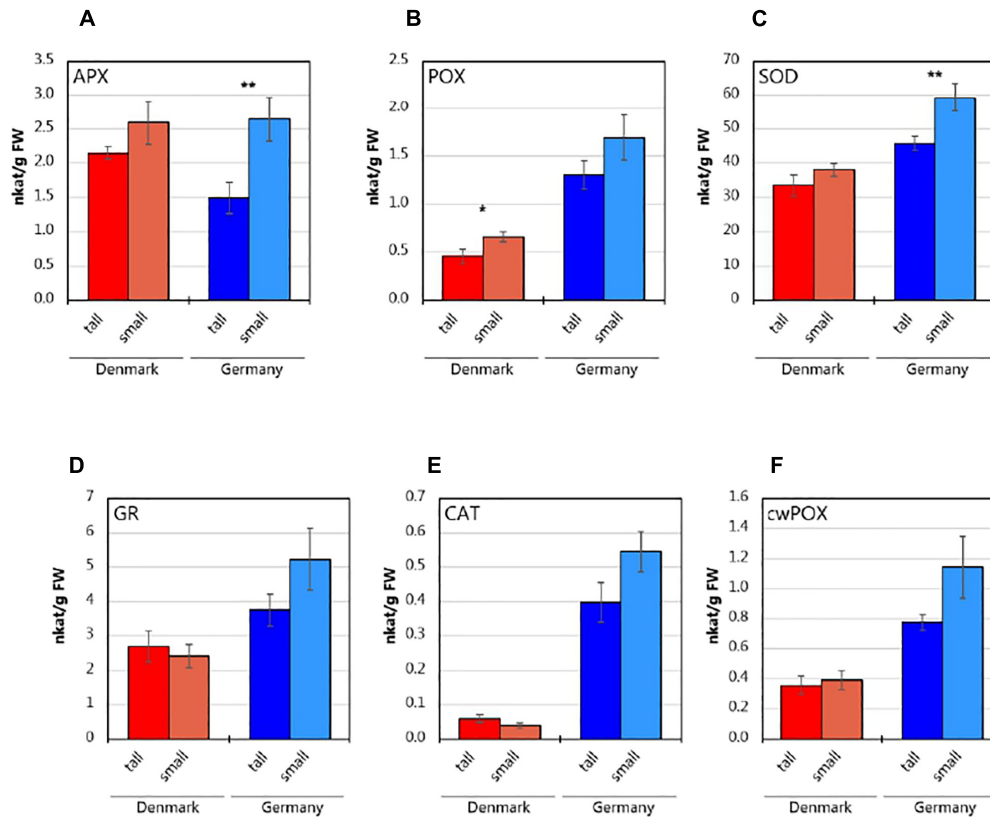 A
APX
nkat/g FW
3.5
3.0
2.5
2.0
1.5
1.0
0.5
0.0
**
tall
small
tall
small
Denmark
Germany
B
POX
nkat/g FW
2.5
2.0
1.5
1.0
0.5
0.0
*
tall
small
tall
small
Denmark
Germany
C
SOD
nkat/g FW
70
60
50
40
30
20
10
0
**
tall
small
tall
small
Denmark
Germany
D
GR
nkat/g FW
7
6
5
4
3
2
1
0
tall
small
tall
small
Denmark
Germany
E
CAT
nkat/g FW
0.7
0.6
0.5
0.4
0.3
0.2
0.1
0.0
tall
small
tall
small
Denmark
Germany
F
cwPOX
nkat/g FW
1.6
1.4
1.2
1.0
0.8
0.6
0.4
0.2
0.0
tall
small
tall
small
Denmark
Germany